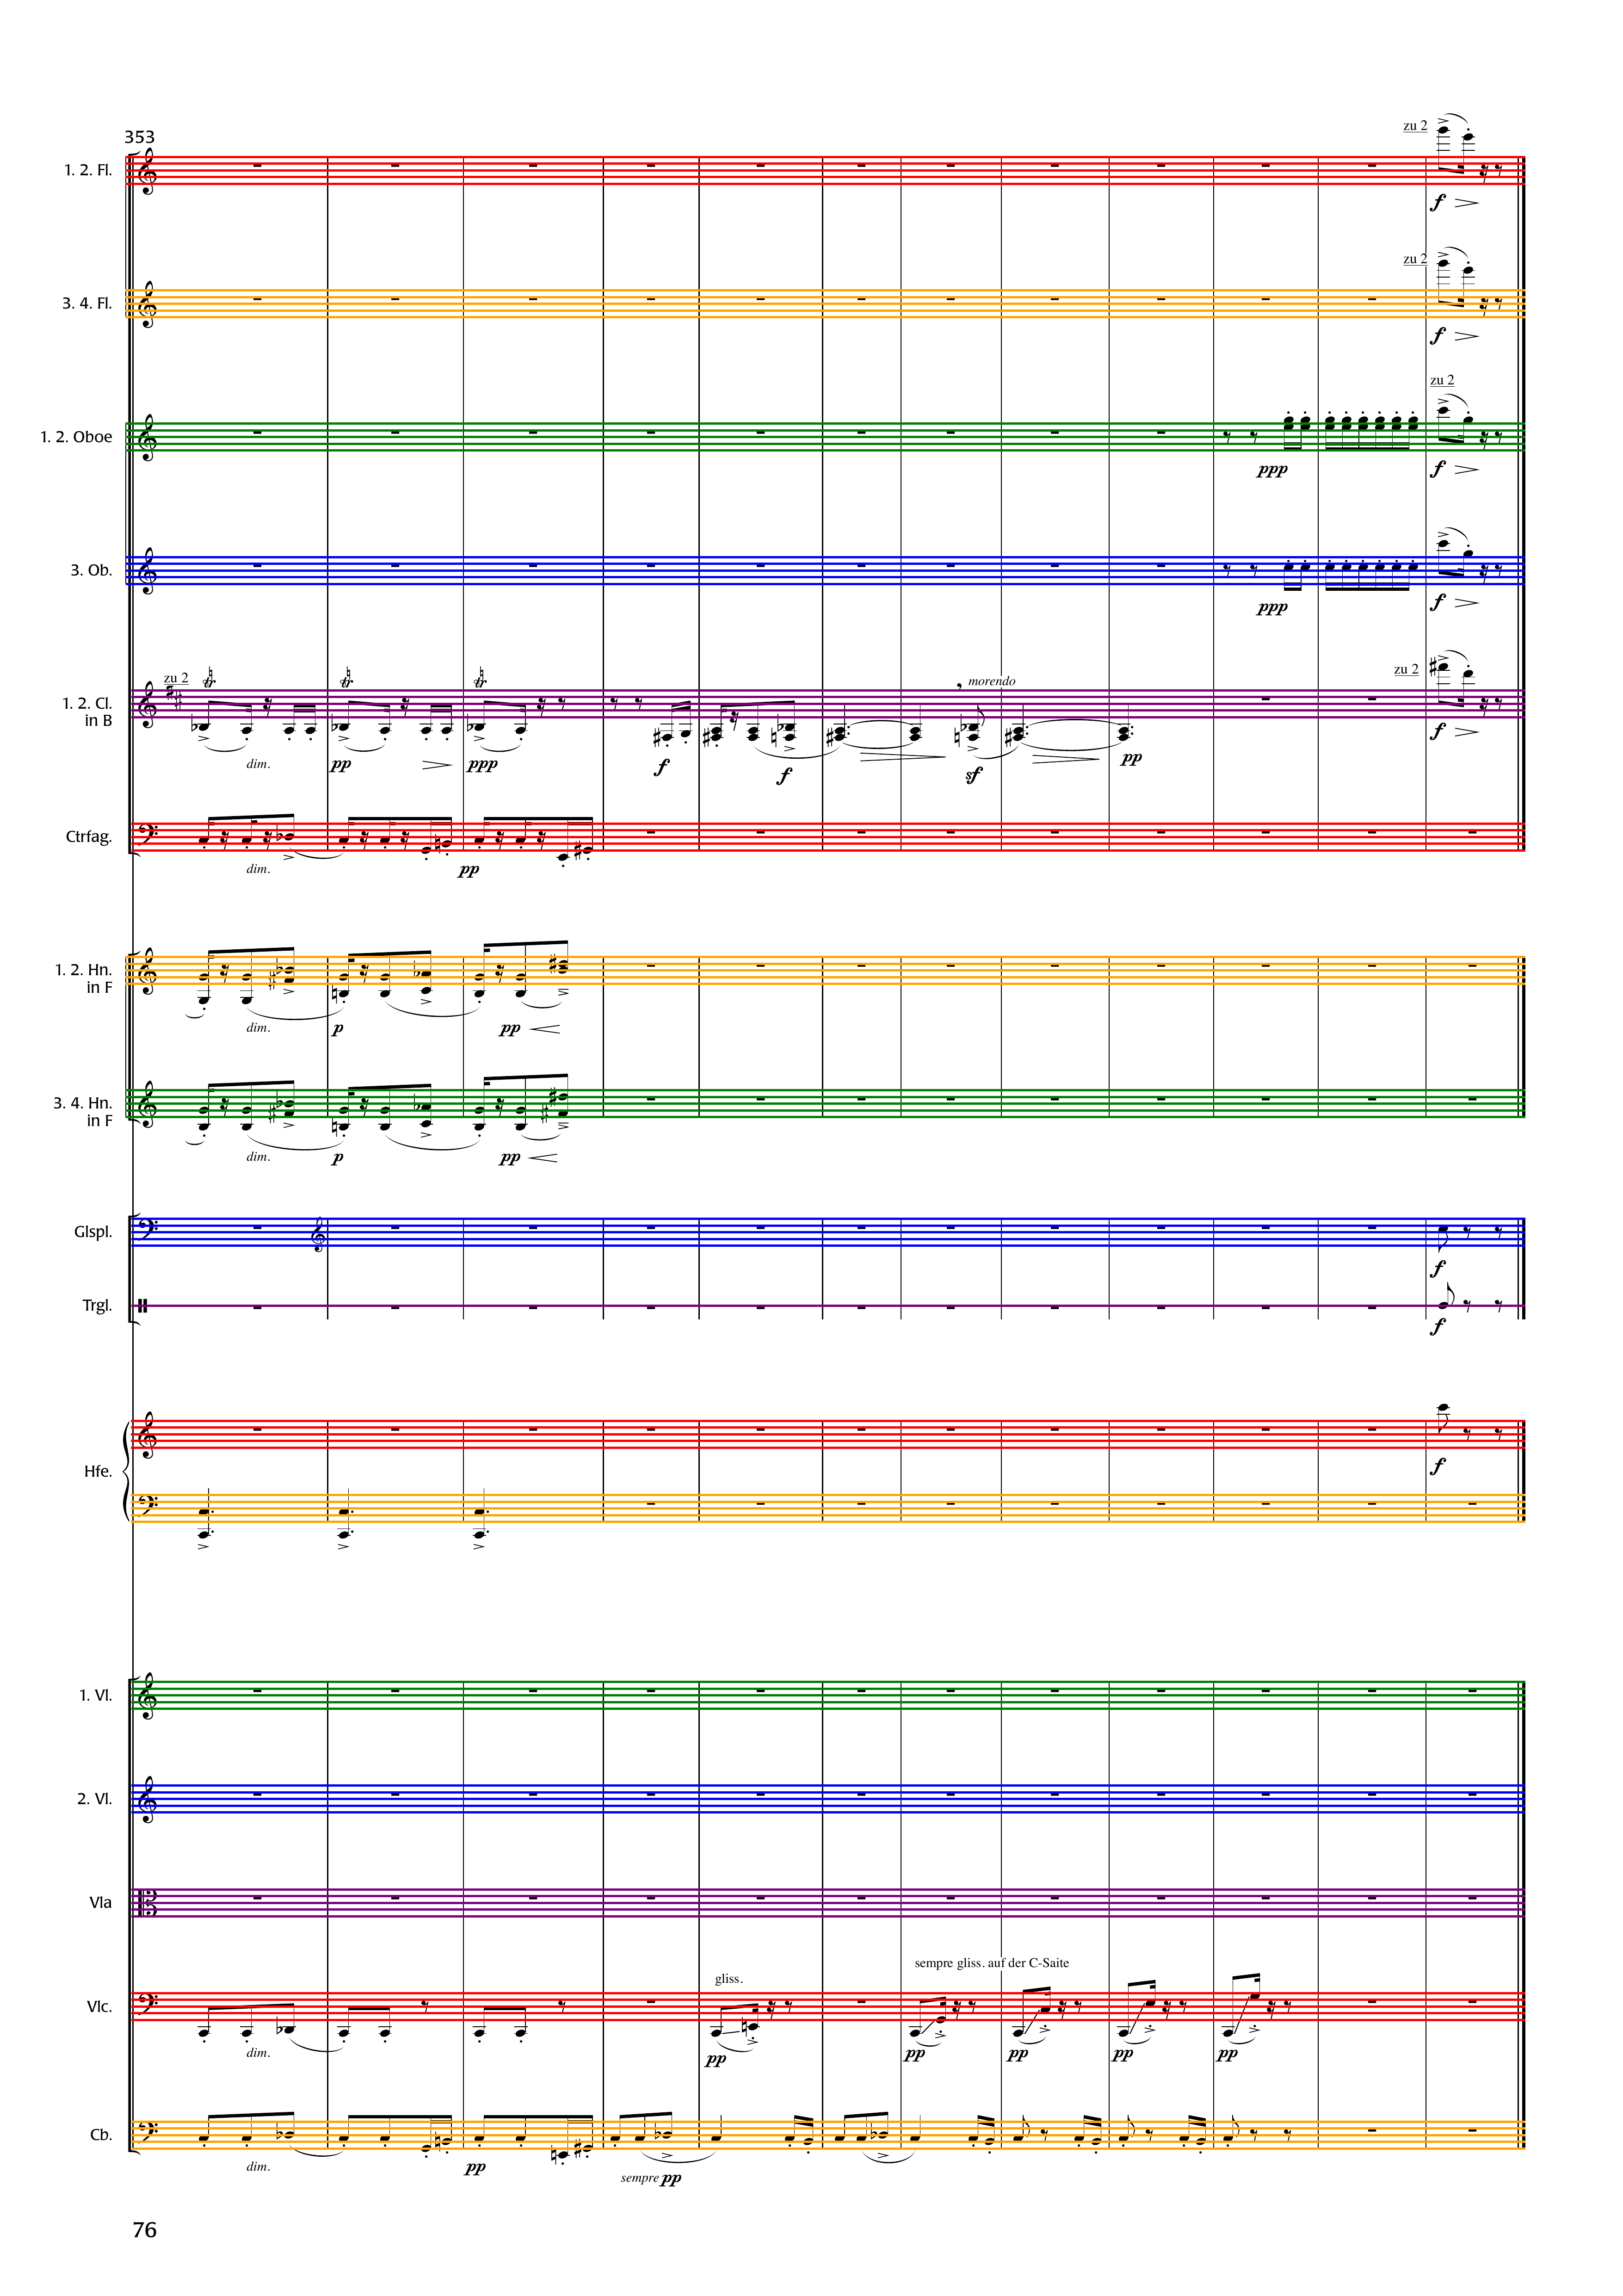 353
zu 2
1. 2. Fl.
f
zu 2
3. 4. Fl.
f
zu 2
1. 2. Oboe
ppp
f
3. Ob.
ppp
f
zu 2
morendo
zu 2
1. 2. Cl.
in B
dim.
pp
ppp
f
f
sf
pp
f
Ctrfag.
dim.
pp
1. 2. Hn.
in F
dim.
p
pp
3. 4. Hn.
in F
dim.
p
pp
Glspl.
f
Trgl.
f
Hfe.
f
1. Vl.
2. Vl.
Vla
sempre gliss. auf der C-Saite
gliss.
Vlc.
dim.
pp
pp
pp
pp
pp
Cb.
dim.
pp
sempre pp
76